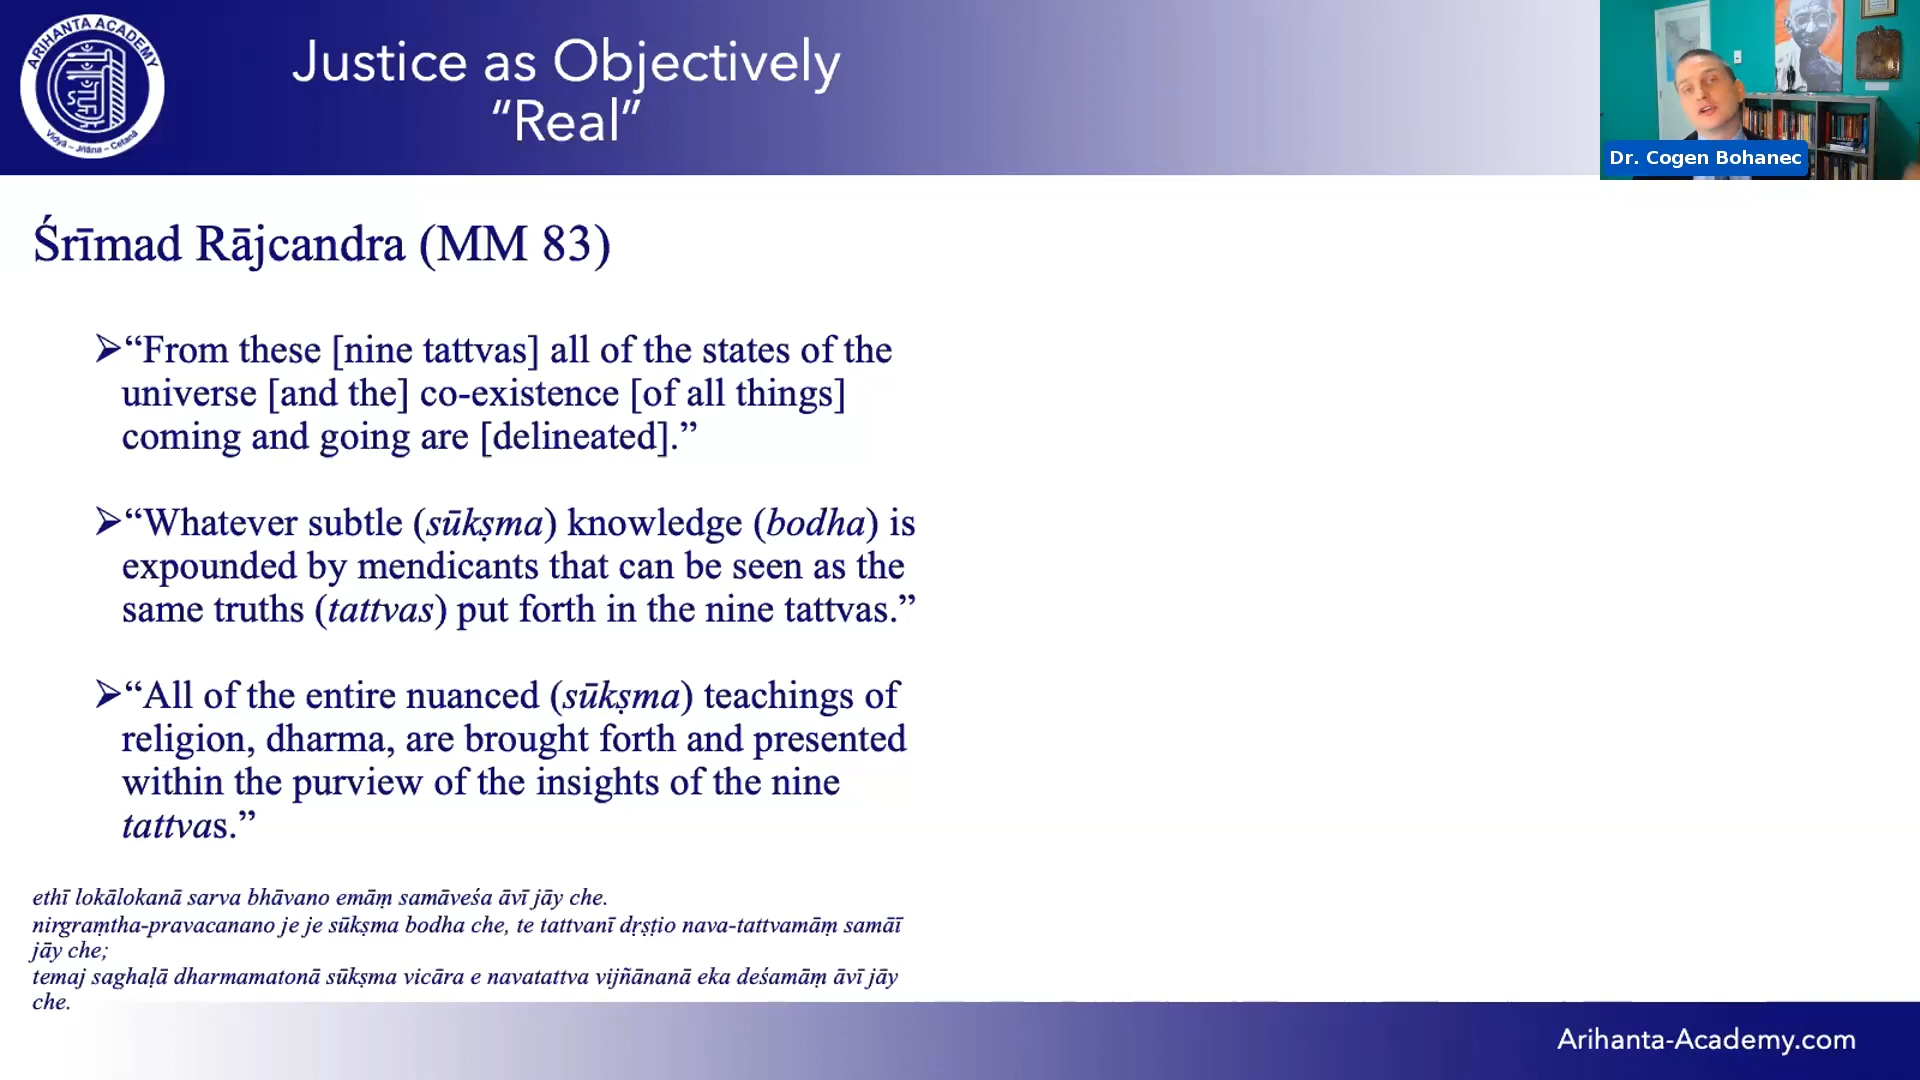 ARIHANTA ACADEMY
Vidyā – Jñāna – Cetanā
Justice as Objectively
“Real”
Dr. Cogen Bohanec
Śrīmad Rājcandra (MM 83)
➢“From these [nine tattvas] all of the states of the
universe [and the] co-existence [of all things]
coming and going are [delineated].”
➢“Whatever subtle (sūkṣma) knowledge (bodha) is
expounded by mendicants that can be seen as the
same truths (tattvas) put forth in the nine tattvas.”
➢“All of the entire nuanced (sūkṣma) teachings of
religion, dharma, are brought forth and presented
within the purview of the insights of the nine
tattvas.”
ethī lokālokanā sarva bhāvano emāṃ samāveśa āvī jāy che.
nirgraṃtha-pravacanano je je sūkṣma bodha che, te tattvanī dṛṣṭio nava-tattvamāṃ samāī
jāy che;
temaj saghaḷā dharmamatonā sūkṣma vicāra e navatattva vijñānanā eka deśamāṃ āvī jāy
che.
Arihanta-Academy.com